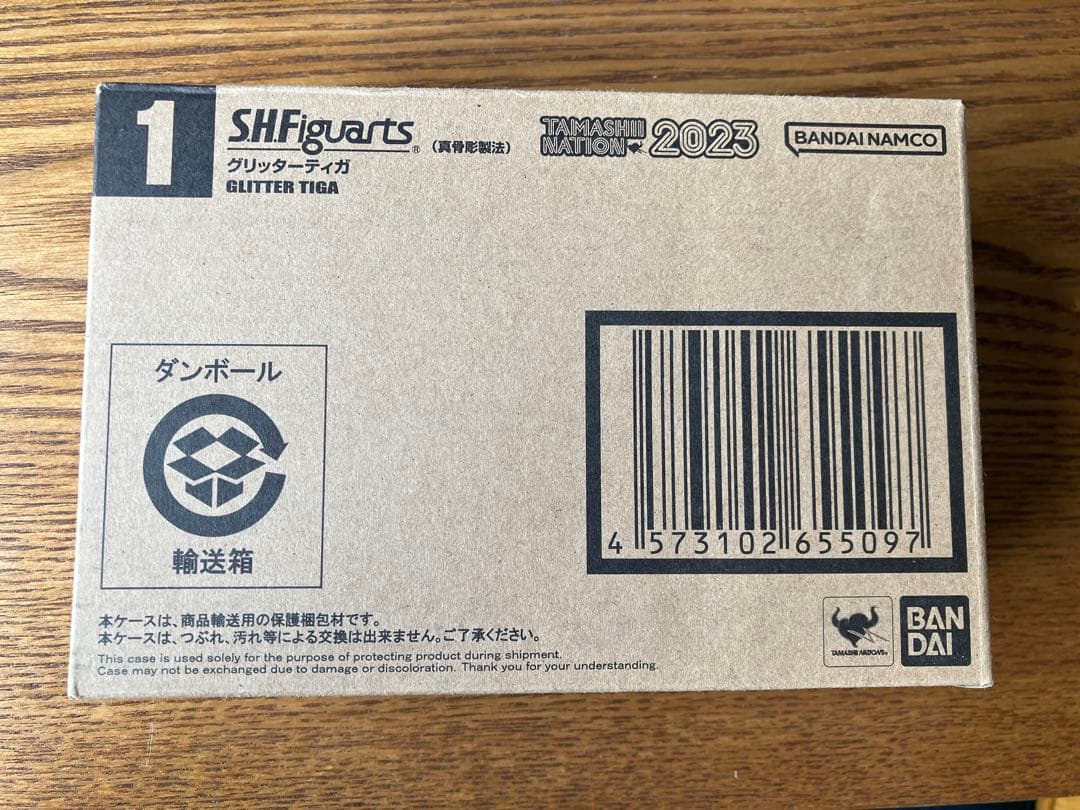 1
S.H.Figuarts® (真骨彫製法)
グリッターティガ
GLITTER TIGA
TAMASHII
NATION 2023
BANDAI NAMCO
ダンボール
輸送箱
4 573102 655097
本ケースは、商品輸送用の保護梱包材です。
本ケースは、つぶれ、汚れ等による交換は出来ません。ご了承ください。
This case is used solely for the purpose of protecting product during shipment.
Case may not be exchanged due to damage or discoloration. Thank you for your understanding.
TAMASHII NATIONS®
BAN
DAI